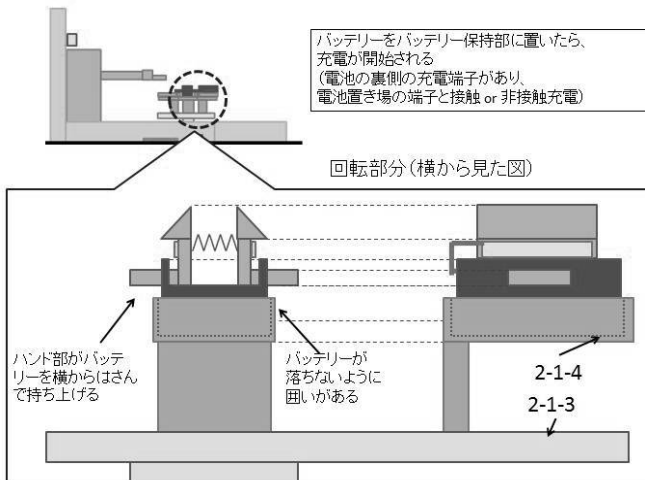 バッテリーをバッテリー保持部に置いたら、
充電が開始される
(電池の裏側の充電端子があり、
電池置き場の端子と接触 or 非接触充電)
回転部分(横から見た図)
ハンド部がバッテ
リーを横からはさん
で持ち上げる
バッテリーが
落ちないように
囲いがある
2-1-4
2-1-3